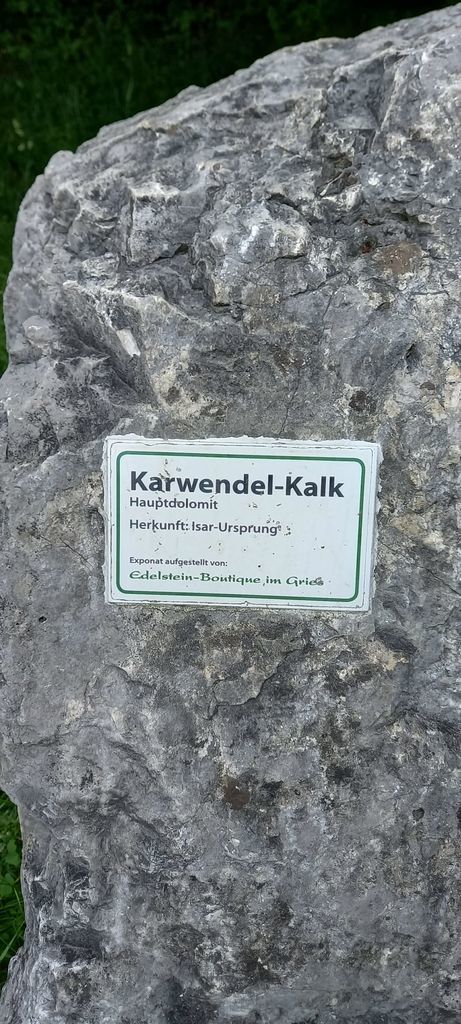 Karwendel-Kalk
Hauptdolomit
Herkunft: Isar-Ursprung
Exponat aufgestellt von:
Edelstein-Boutique im Gries